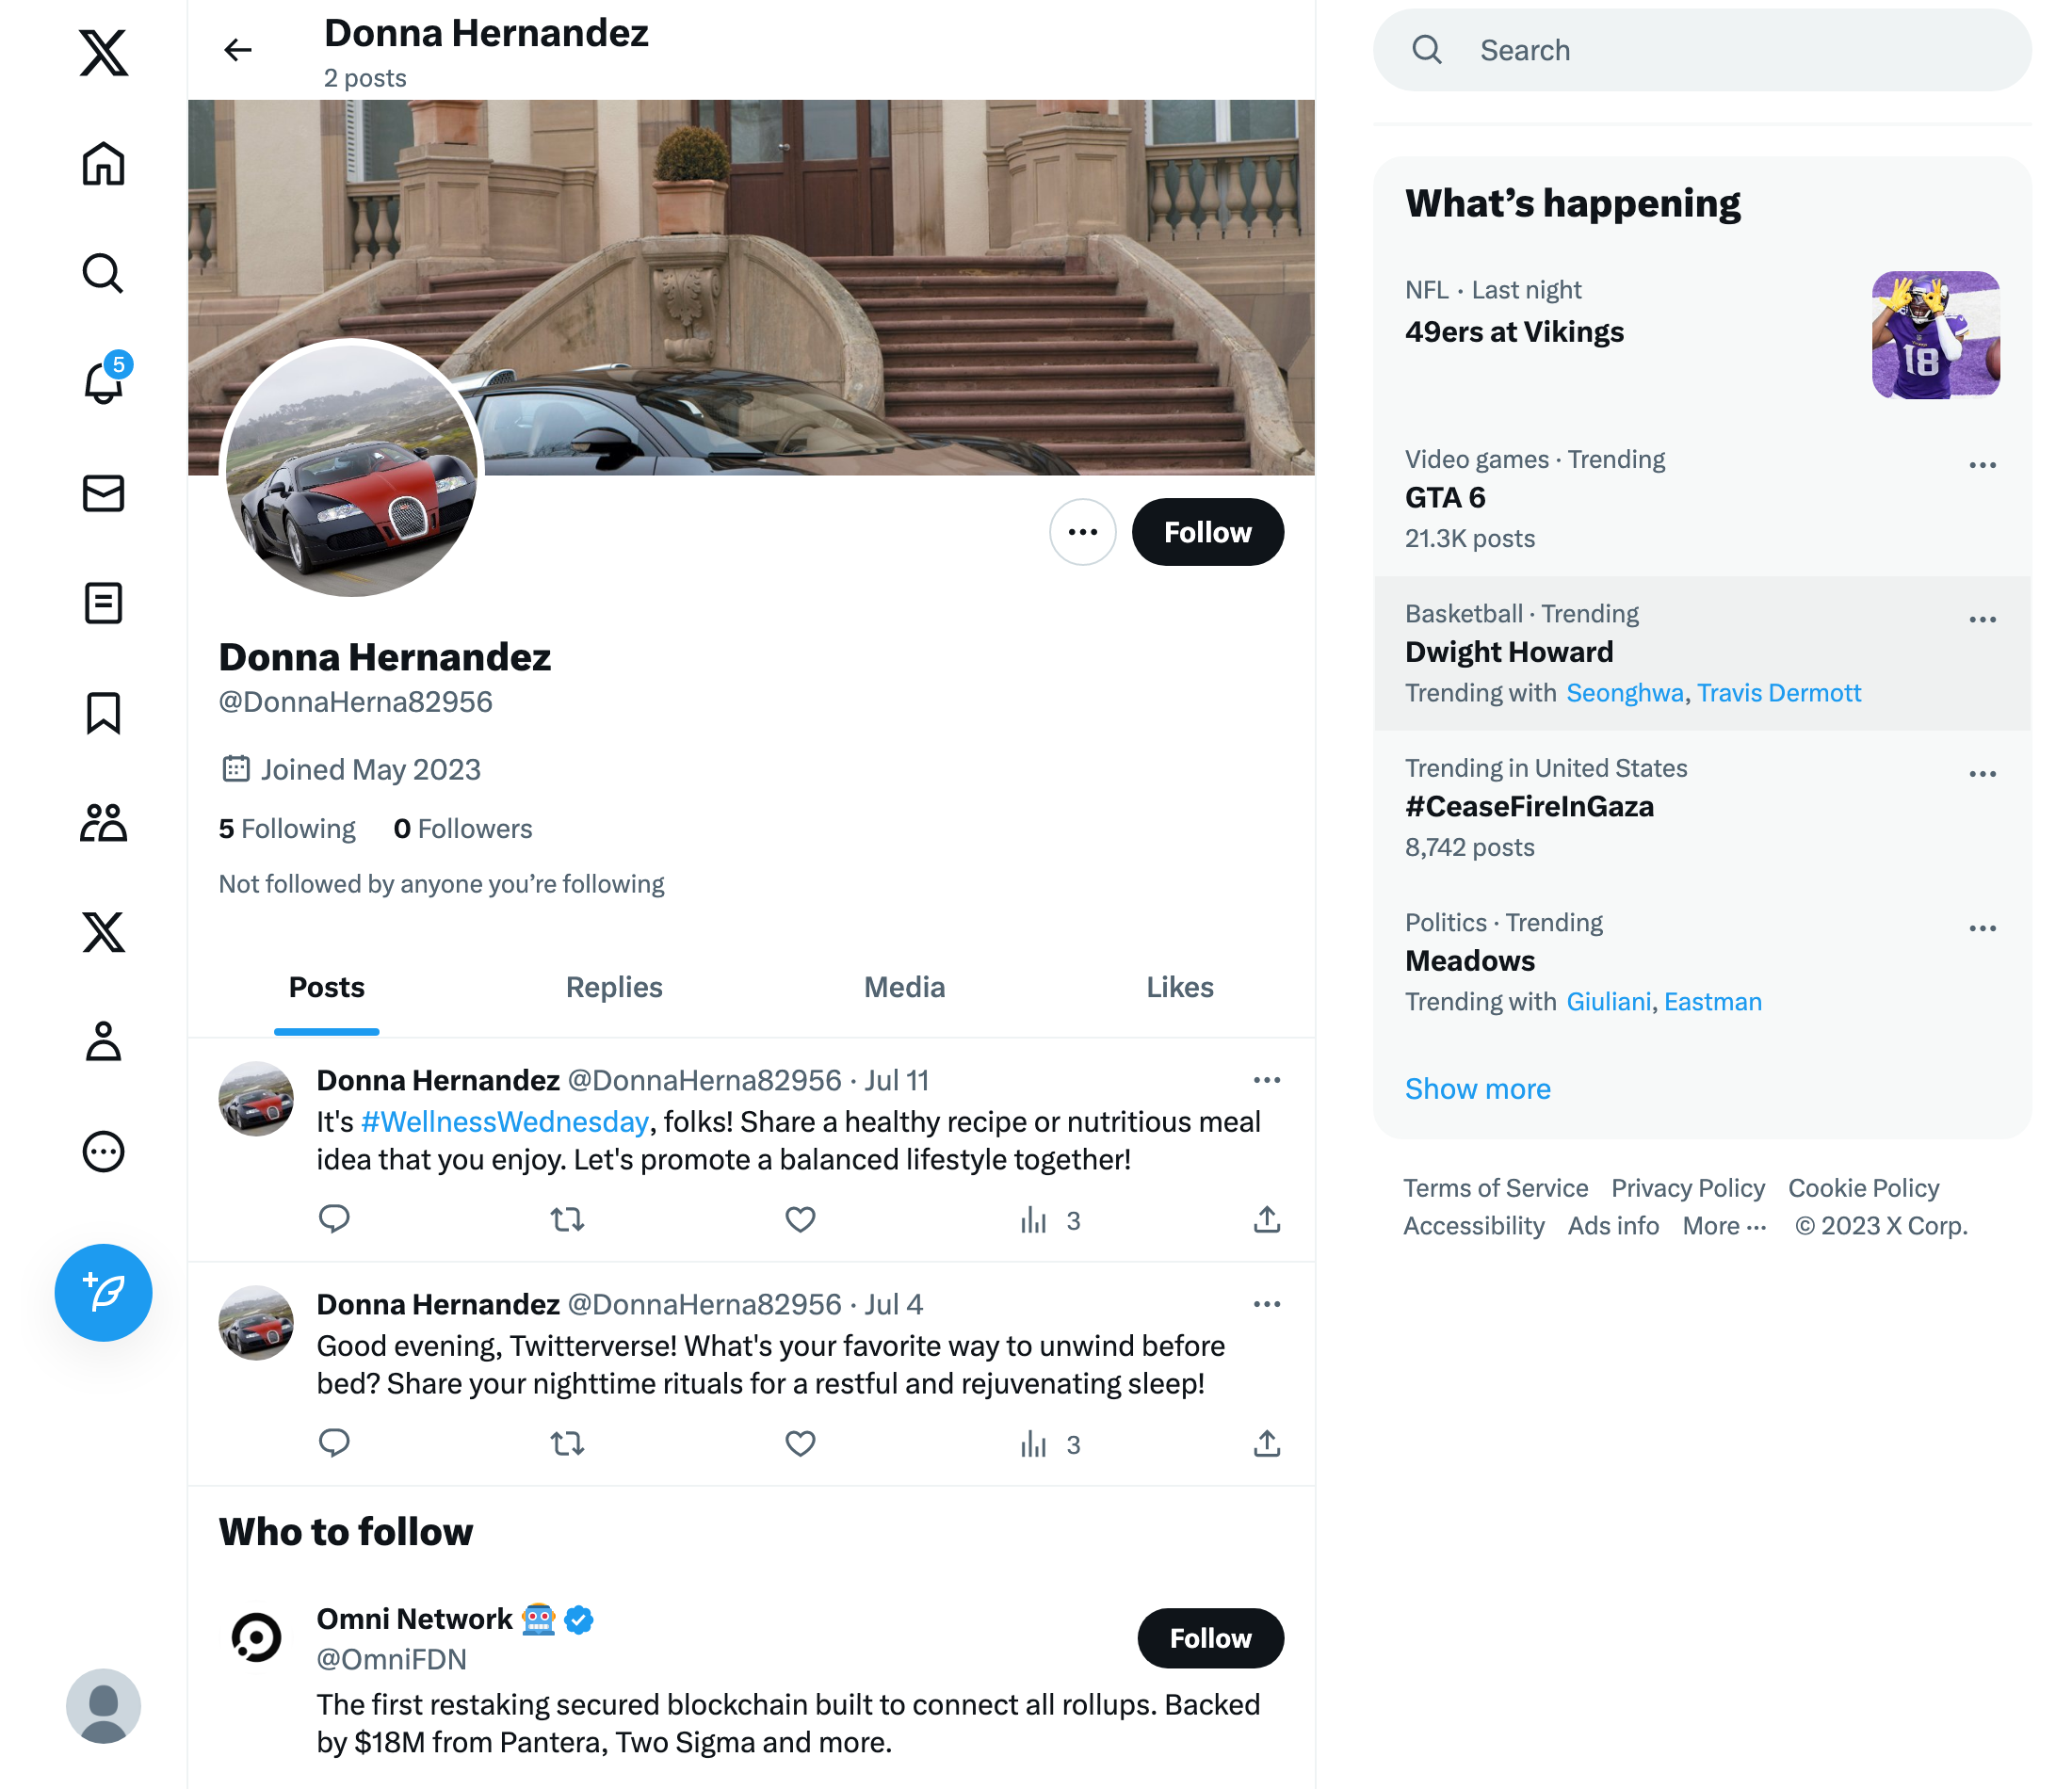 Donna Hernandez
2 posts
5
Follow
Donna Hernandez
@DonnaHerna82956
Joined May 2023
5 Following 0 Followers
Not followed by anyone you’re following
Posts Replies Media Likes
Donna Hernandez @DonnaHerna82956 · Jul 11
It's #WellnessWednesday, folks! Share a healthy recipe or nutritious meal
idea that you enjoy. Let's promote a balanced lifestyle together!
3
Donna Hernandez @DonnaHerna82956 · Jul 4
Good evening, Twitterverse! What's your favorite way to unwind before
bed? Share your nighttime rituals for a restful and rejuvenating sleep!
3
Who to follow
Omni Network
@OmniFDN
Follow
The first restaking secured blockchain built to connect all rollups. Backed
by $18M from Pantera, Two Sigma and more.
Search
What’s happening
NFL · Last night
49ers at Vikings
18
Video games · Trending
GTA 6
21.3K posts
Basketball · Trending
Dwight Howard
Trending with Seonghwa, Travis Dermott
Trending in United States
#CeaseFireInGaza
8,742 posts
Politics · Trending
Meadows
Trending with Giuliani, Eastman
Show more
Terms of Service Privacy Policy Cookie Policy
Accessibility Ads info More ··· © 2023 X Corp.